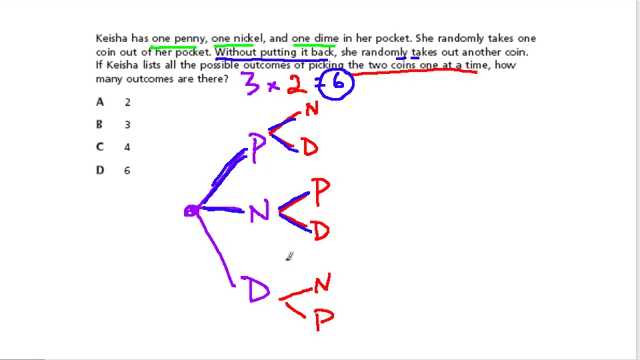 Keisha has one penny, one nickel, and one dime in her pocket. She randomly takes one
coin out of her pocket. Without putting it back, she randomly takes out another coin.
If Keisha lists all the possible outcomes of picking the two coins one at a time, how
many outcomes are there?
3 × 2 = 6
A 2
B 3
C 4
D 6
N
P
D
P
N
D
N
D
P